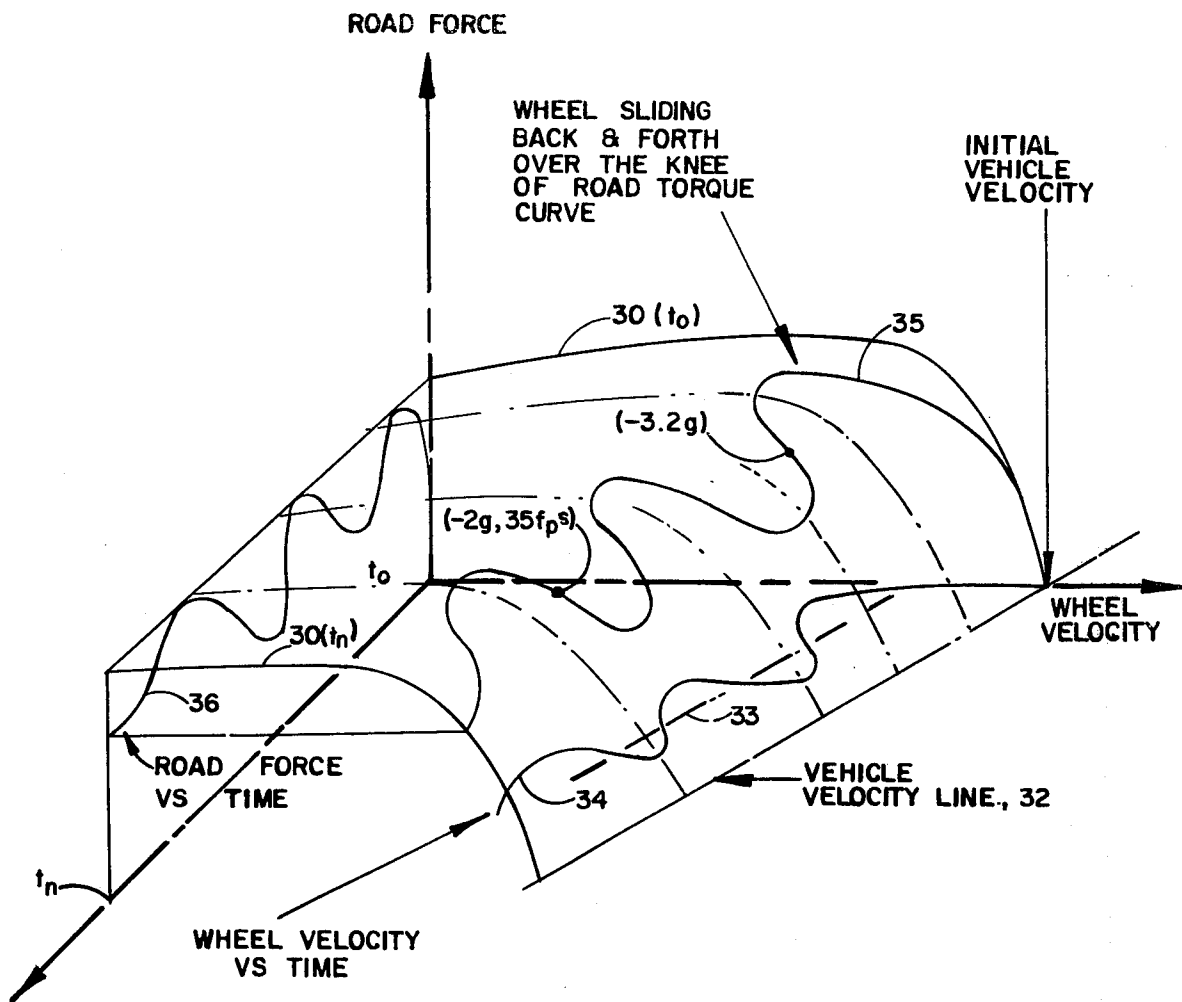 ROAD FORCE
WHEEL SLIDING
BACK & FORTH
OVER THE KNEE
OF ROAD TORQUE
CURVE
INITIAL
VEHICLE
VELOCITY
30 (to)
35
(-3.2g)
(-2g, 35fps)
to
WHEEL
VELOCITY
30(tn)
36
33
ROAD FORCE
VS TIME
34
VEHICLE
VELOCITY LINE., 32
tn
WHEEL VELOCITY
VS TIME